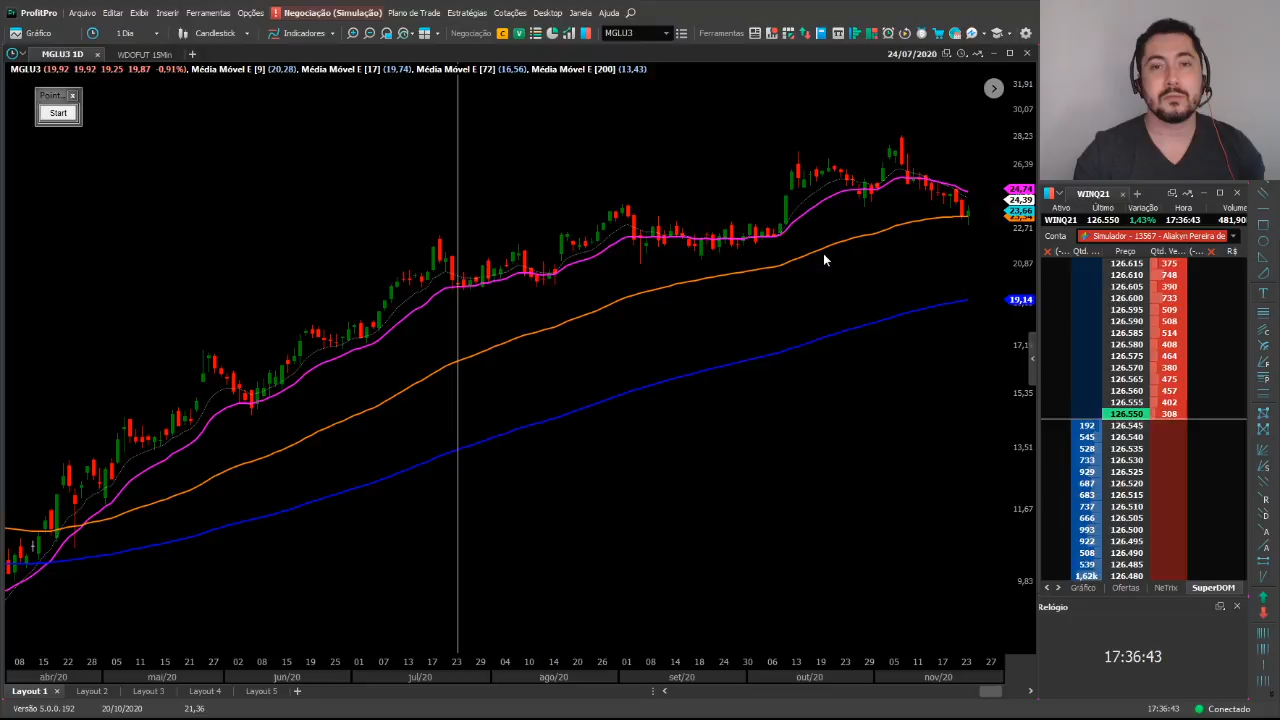 ProfitPro Arquivo Editar Exibir Inserir Ferramentas Opções Negociação (Simulação) Plano de Trade Estratégias Cotações Desktop Janela Ajuda
Gráfico 1 Dia Candlestick Indicadores Negociação MGLU3 Ferramentas
MGLU3 1D WDOFUT 15Min 24/07/2020
MGLU3 (19,92 19,92 19,25 19,87 -0,91%), Média Móvel E [9] (20,28), Média Móvel E [17] (19,74), Média Móvel E [72] (16,56), Média Móvel E [200] (13,43)
Point...
Start
31,91
30,07
28,23
26,39
24,74
24,39
23,66
22,71
20,87
19,14
17,1
15,35
13,51
11,67
9,83
08 15 22 28 05 11 15 21 27 02 08 15 19 25 01 07 13 17 23 29 04 10 14 20 26 01 08 14 18 24 30 06 13 19 23 29 05 11 17 23 27
abr/20 mai/20 jun/20 jul/20 ago/20 set/20 out/20 nov/20
Layout 1 Layout 2 Layout 3 Layout 4 Layout 5
Versão 5.0.0.192 20/10/2020 21,36
WINQ21
Ativo Último Variação Hora Volume
WINQ21 126.550 1,43% 17:36:43 481,90
Conta Simulador - 13567 - Aliakyn Pereira de
(-... Qtd. ... Preço Qtd. Ve... (-... R$
126.615 375
126.610 748
126.605 390
126.600 733
126.595 509
126.590 508
126.585 514
126.580 408
126.575 464
126.570 380
126.565 475
126.560 457
126.555 402
126.550 308
192 126.545
545 126.540
528 126.535
733 126.530
929 126.525
687 126.520
683 126.515
737 126.510
666 126.505
993 126.500
922 126.495
508 126.490
539 126.485
1,62k 126.480
Gráfico Ofertas NeTrix SuperDOM
Relógio
17:36:43
17:36:43 Conectado